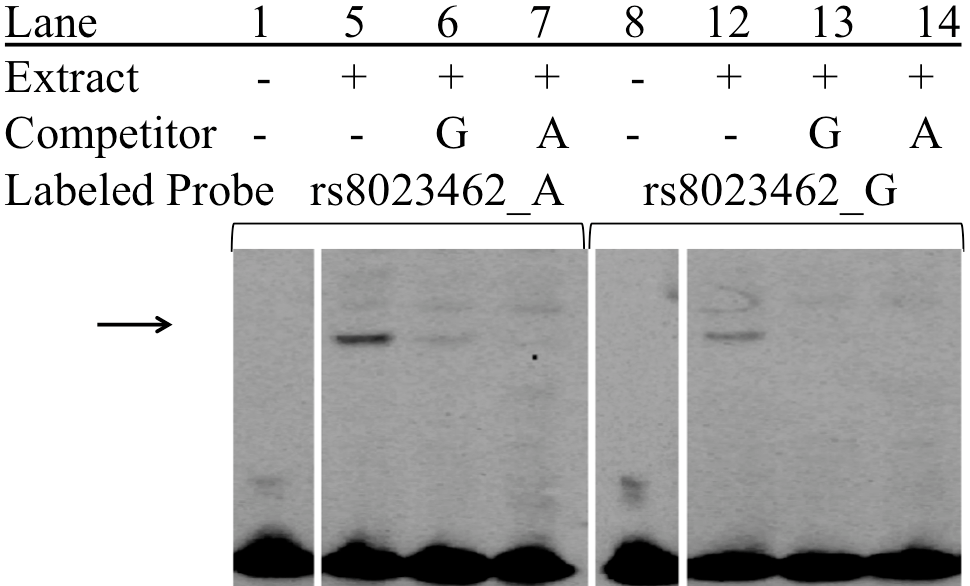 Lane 1 5 6 7 8 12 13 14
Extract - + + + - + + +
Competitor - - G A - - G A
Labeled Probe rs8023462_A rs8023462_G